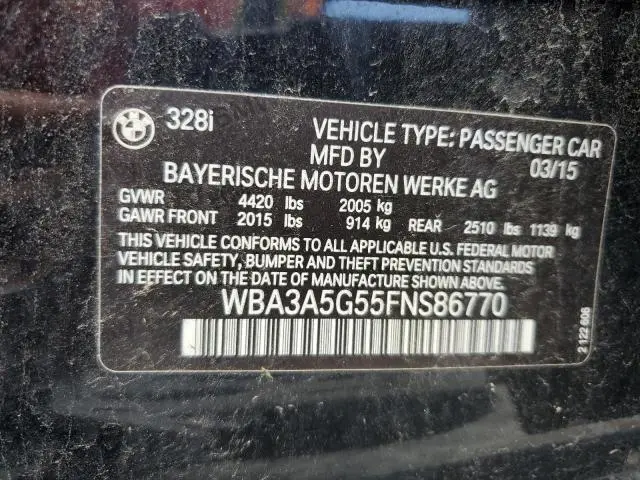 328i VEHICLE TYPE: PASSENGER CAR
MFD BY 03/15
BAYERISCHE MOTOREN WERKE AG
GVWR 4420 lbs 2005 kg
GAWR FRONT 2015 lbs 914 kg REAR 2510 lbs 1139 kg
THIS VEHICLE CONFORMS TO ALL APPLICABLE U.S. FEDERAL MOTOR
VEHICLE SAFETY, BUMPER AND THEFT PREVENTION STANDARDS
IN EFFECT ON THE DATE OF MANUFACTURE SHOWN ABOVE.
WBA3A5G55FNS86770
2 122 606